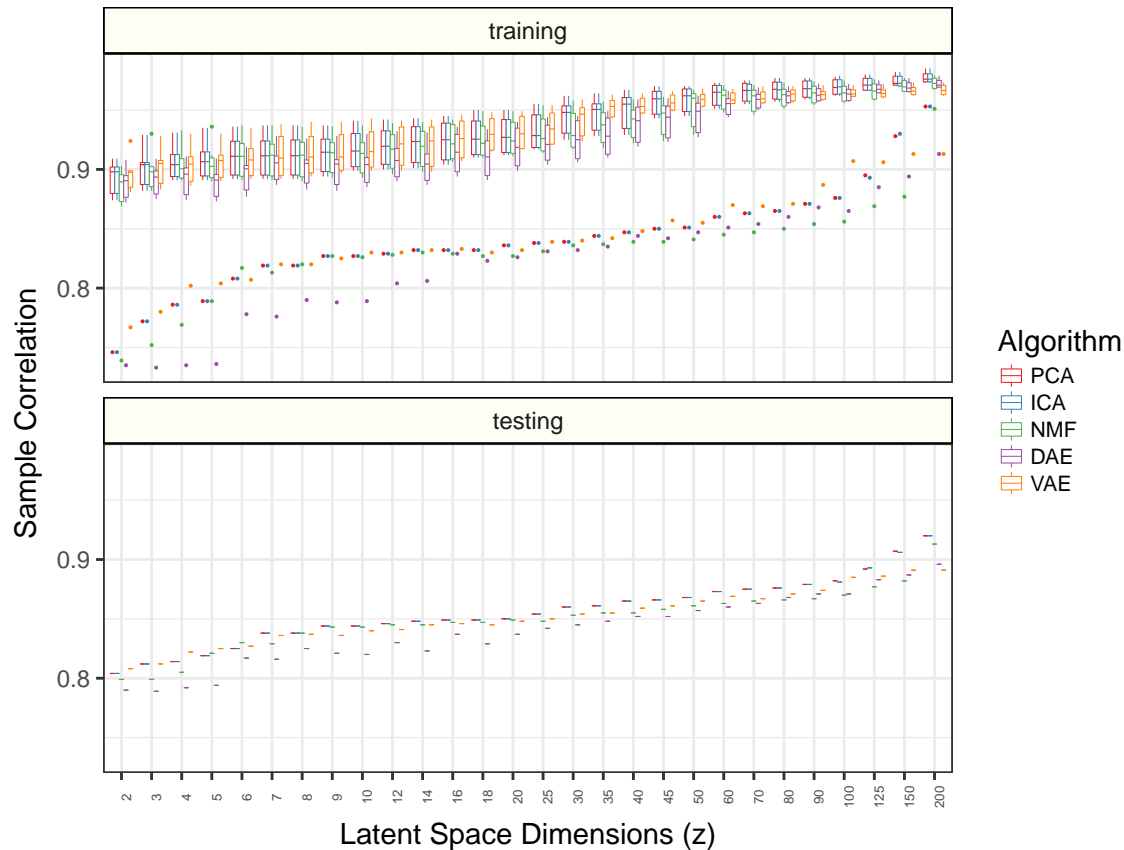 training
0.9
0.8
testing
0.9
0.8
2 3 4 5 6 7 8 9 10 12 14 16 18 20 25 30 35 40 45 50 60 70 80 90 100 125 150 200
Latent Space Dimensions (z)
Sample Correlation
Algorithm
PCA
ICA
NMF
DAE
VAE